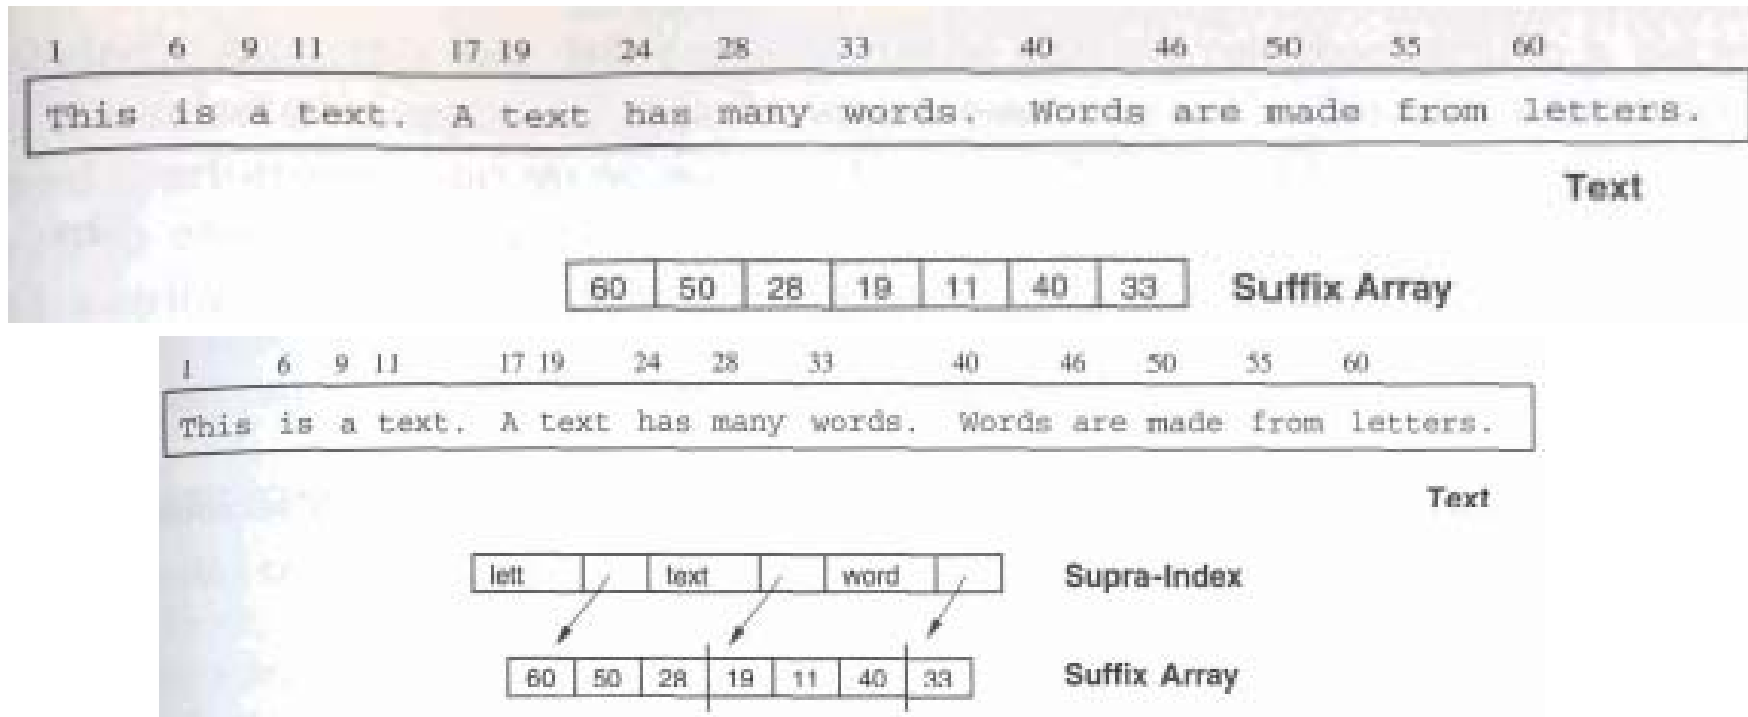 1 6 9 11 17 19 24 28 33 40 46 50 55 60
This is a text. A text has many words. Words are made from letters.
Text
60 50 28 19 11 40 33 Suffix Array
1 6 9 11 17 19 24 28 33 40 46 50 55 60
This is a text. A text has many words. Words are made from letters.
Text
lett text word Supra-Index
60 50 28 19 11 40 33 Suffix Array